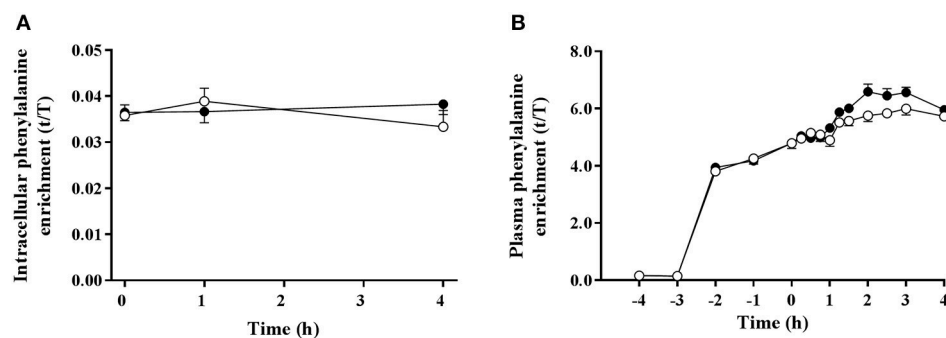 A
Intracellular phenylalanine
enrichment (t/T)
0.05
0.04
0.03
0.02
0.01
0.00
0 1 2 3 4
Time (h)
B
Plasma phenylalanine
enrichment (t/T)
8.0
6.0
4.0
2.0
0.0
-4 -3 -2 -1 0 1 2 3 4
Time (h)